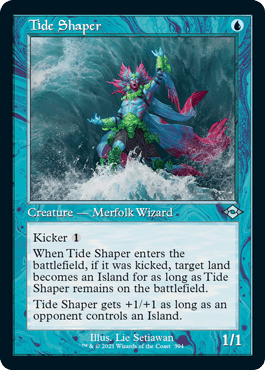 Tide Shaper
Creature — Merfolk Wizard
Kicker 1
When Tide Shaper enters the
battlefield, if it was kicked, target land
becomes an Island for as long as Tide
Shaper remains on the battlefield.
Tide Shaper gets +1/+1 as long as an
opponent controls an Island.
Illus. Lie Setiawan
™ & © 2021 Wizards of the Coast 394
1/1